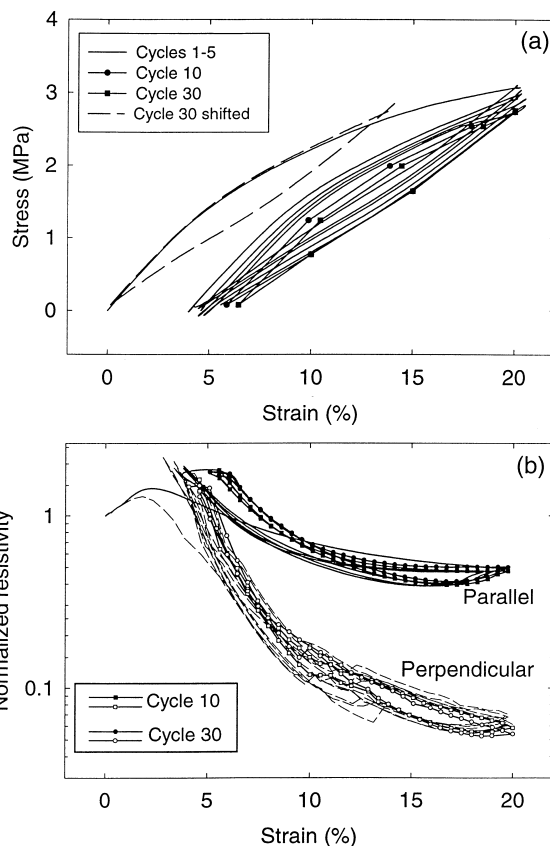 4
(a)
Cycles 1-5
Cycle 10
3
Cycle 30
Cycle 30 shifted
2
Stress (MPa)
1
0
0 5 10 15 20
Strain (%)
(b)
1
Normalized resistivity
Parallel
Perpendicular
0.1
Cycle 10
Cycle 30
0 5 10 15 20
Strain (%)